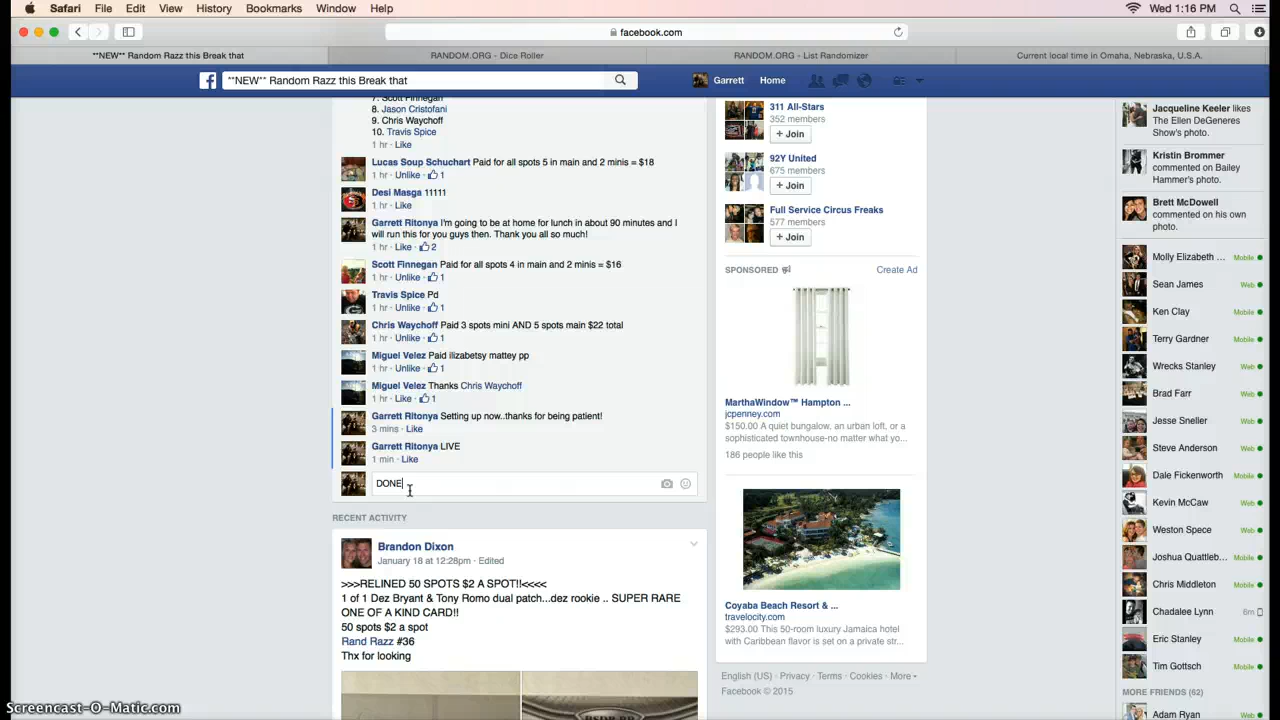 Safari File Edit View History Bookmarks Window Help Wed 1:16 PM
facebook.com
**NEW** Random Razz this Break that RANDOM.ORG - Dice Roller RANDOM.ORG - List Randomizer Current local time in Omaha, Nebraska, U.S.A.
**NEW** Random Razz this Break that Garrett Home
7. Scott Finnegan
8. Jason Cristofani
9. Chris Waychoff
10. Travis Spice
1 hr · Like
Lucas Soup Schuchart Paid for all spots 5 in main and 2 minis = $18
1 hr · Unlike · 1
Desi Masga 11111
1 hr · Like
Garrett Ritonya I'm going to be at home for lunch in about 90 minutes and I
will run this for you guys then. Thank you all so much!
1 hr · Like · 2
Scott Finnegan Paid for all spots 4 in main and 2 minis = $16
1 hr · Unlike · 1
Travis Spice Pd
1 hr · Unlike · 1
Chris Waychoff Paid 3 spots mini AND 5 spots main $22 total
1 hr · Unlike · 1
Miguel Velez Paid ilizabetsy mattey pp
1 hr · Unlike · 1
Miguel Velez Thanks Chris Waychoff
1 hr · Like · 1
Garrett Ritonya Setting up now..thanks for being patient!
3 mins · Like
Garrett Ritonya LIVE
1 min · Like
DONE
RECENT ACTIVITY
Brandon Dixon
January 18 at 12:28pm · Edited
>>>RELINED 50 SPOTS $2 A SPOT!!<<<<
1 of 1 Dez Bryant & Tony Romo dual patch...dez rookie .. SUPER RARE
ONE OF A KIND CARD!!
50 spots $2 a spot
Rand Razz #36
Thx for looking
311 All-Stars
352 members
+ Join
92Y United
675 members
+ Join
Full Service Circus Freaks
577 members
+ Join
SPONSORED Create Ad
MarthaWindow™ Hampton ...
jcpenney.com
$150.00 A quiet bungalow, an urban loft, or a
sophisticated townhouse-no matter what yo...
186 people like this
Coyaba Beach Resort & ...
travelocity.com
$293.00 This 50-room luxury Jamaica hotel
with Caribbean flavor is set on a private str...
English (US) · Privacy · Terms · Cookies · More
Facebook © 2015
Jacqueline Keeler likes
The Ellen DeGeneres
Show's photo.
Kristin Brommer
commented on Bailey
Hammer's photo.
Brett McDowell
commented on his own
photo.
Molly Elizabeth ... Mobile
Sean James Web
Ken Clay Mobile
Terry Gardner Mobile
Wrecks Stanley Mobile
Brad Farr Mobile
Jesse Sneller Web
Steve Anderson Web
Dale Fickenworth Mobile
Kevin McCaw Web
Weston Spece Web
Joshua Quattleb... Mobile
Chris Middleton Mobile
Chadalee Lynn 6m
Eric Stanley Mobile
Tim Gottsch Mobile
MORE FRIENDS (62)
Adam Ryan Web
Screencast-O-Matic.com